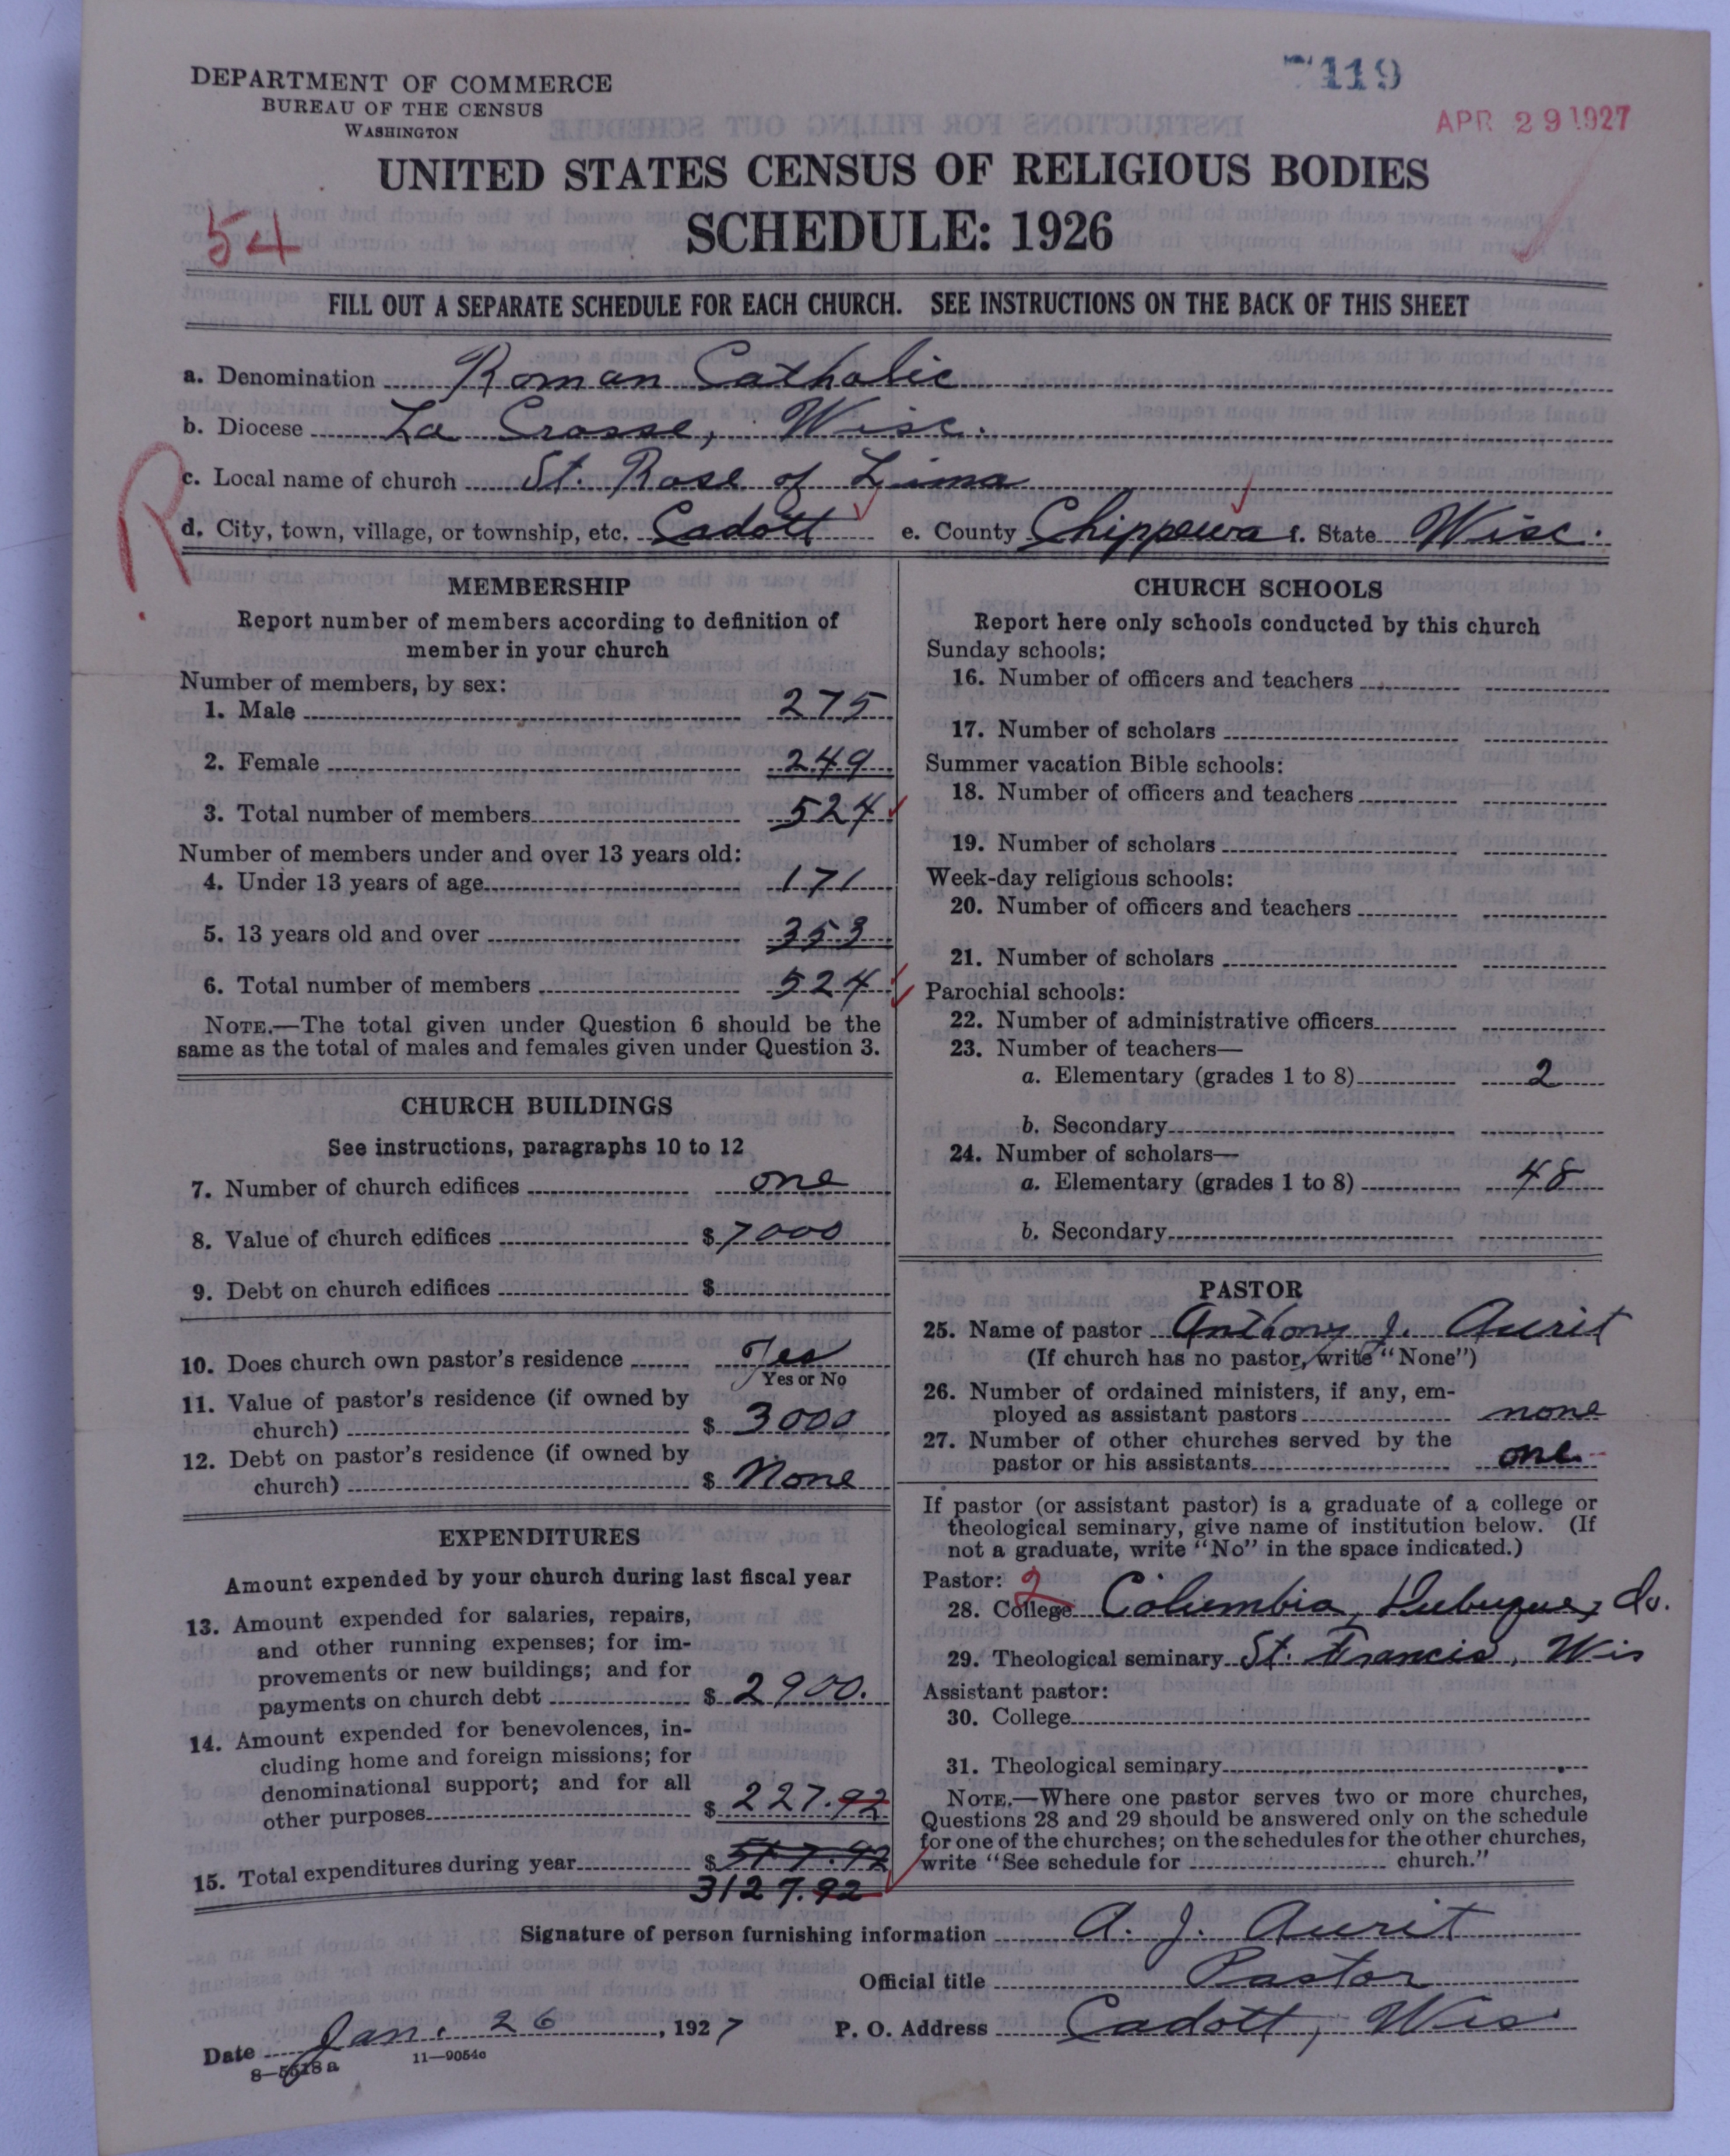 DEPARTMENT OF COMMERCE
BUREAU OF THE CENSUS
WASHINGTON
119
APR 29 1927
UNITED STATES CENSUS OF RELIGIOUS BODIES
SCHEDULE: 1926
54
FILL OUT A SEPARATE SCHEDULE FOR EACH CHURCH. SEE INSTRUCTIONS ON THE BACK OF THIS SHEET
a. Denomination Roman Catholic
b. Diocese La Crosse, Wisc.
c. Local name of church St. Rose of Lima
R
d. City, town, village, or township, etc. Cadott e. County Chippewa f. State Wisc.
MEMBERSHIP
Report number of members according to definition of
member in your church
Number of members, by sex:
1. Male 275
2. Female 249
3. Total number of members 524
Number of members under and over 13 years old:
4. Under 13 years of age 171
5. 13 years old and over 353
6. Total number of members 524
NOTE.—The total given under Question 6 should be the
same as the total of males and females given under Question 3.
CHURCH BUILDINGS
See instructions, paragraphs 10 to 12
7. Number of church edifices one
8. Value of church edifices $ 7000
9. Debt on church edifices $
10. Does church own pastor's residence Yes
Yes or No
11. Value of pastor's residence (if owned by
church) $ 3000
12. Debt on pastor's residence (if owned by
church) $ None
EXPENDITURES
Amount expended by your church during last fiscal year
13. Amount expended for salaries, repairs,
and other running expenses; for im-
provements or new buildings; and for
payments on church debt $ 2900.
14. Amount expended for benevolences, in-
cluding home and foreign missions; for
denominational support; and for all
other purposes $ 227.92
15. Total expenditures during year $
3127.92
CHURCH SCHOOLS
Report here only schools conducted by this church
Sunday schools:
16. Number of officers and teachers
17. Number of scholars
Summer vacation Bible schools:
18. Number of officers and teachers
19. Number of scholars
Week-day religious schools:
20. Number of officers and teachers
21. Number of scholars
Parochial schools:
22. Number of administrative officers
23. Number of teachers—
a. Elementary (grades 1 to 8) 2
b. Secondary
24. Number of scholars—
a. Elementary (grades 1 to 8) 48
b. Secondary
PASTOR
25. Name of pastor Anthony J. Aurit
(If church has no pastor, write "None")
26. Number of ordained ministers, if any, em-
ployed as assistant pastors none
27. Number of other churches served by the
pastor or his assistants one
If pastor (or assistant pastor) is a graduate of a college or
theological seminary, give name of institution below. (If
not a graduate, write "No" in the space indicated.)
Pastor: 2
28. College Columbia, Dubuque, Io.
29. Theological seminary St. Francis, Wis
Assistant pastor:
30. College
31. Theological seminary
NOTE.—Where one pastor serves two or more churches,
Questions 28 and 29 should be answered only on the schedule
for one of the churches; on the schedules for the other churches,
write "See schedule for church."
Signature of person furnishing information A. J. Aurit
Official title Pastor
Date Jan. 26, 1927 P. O. Address Cadott, Wis
8—5518 a 11—9054c